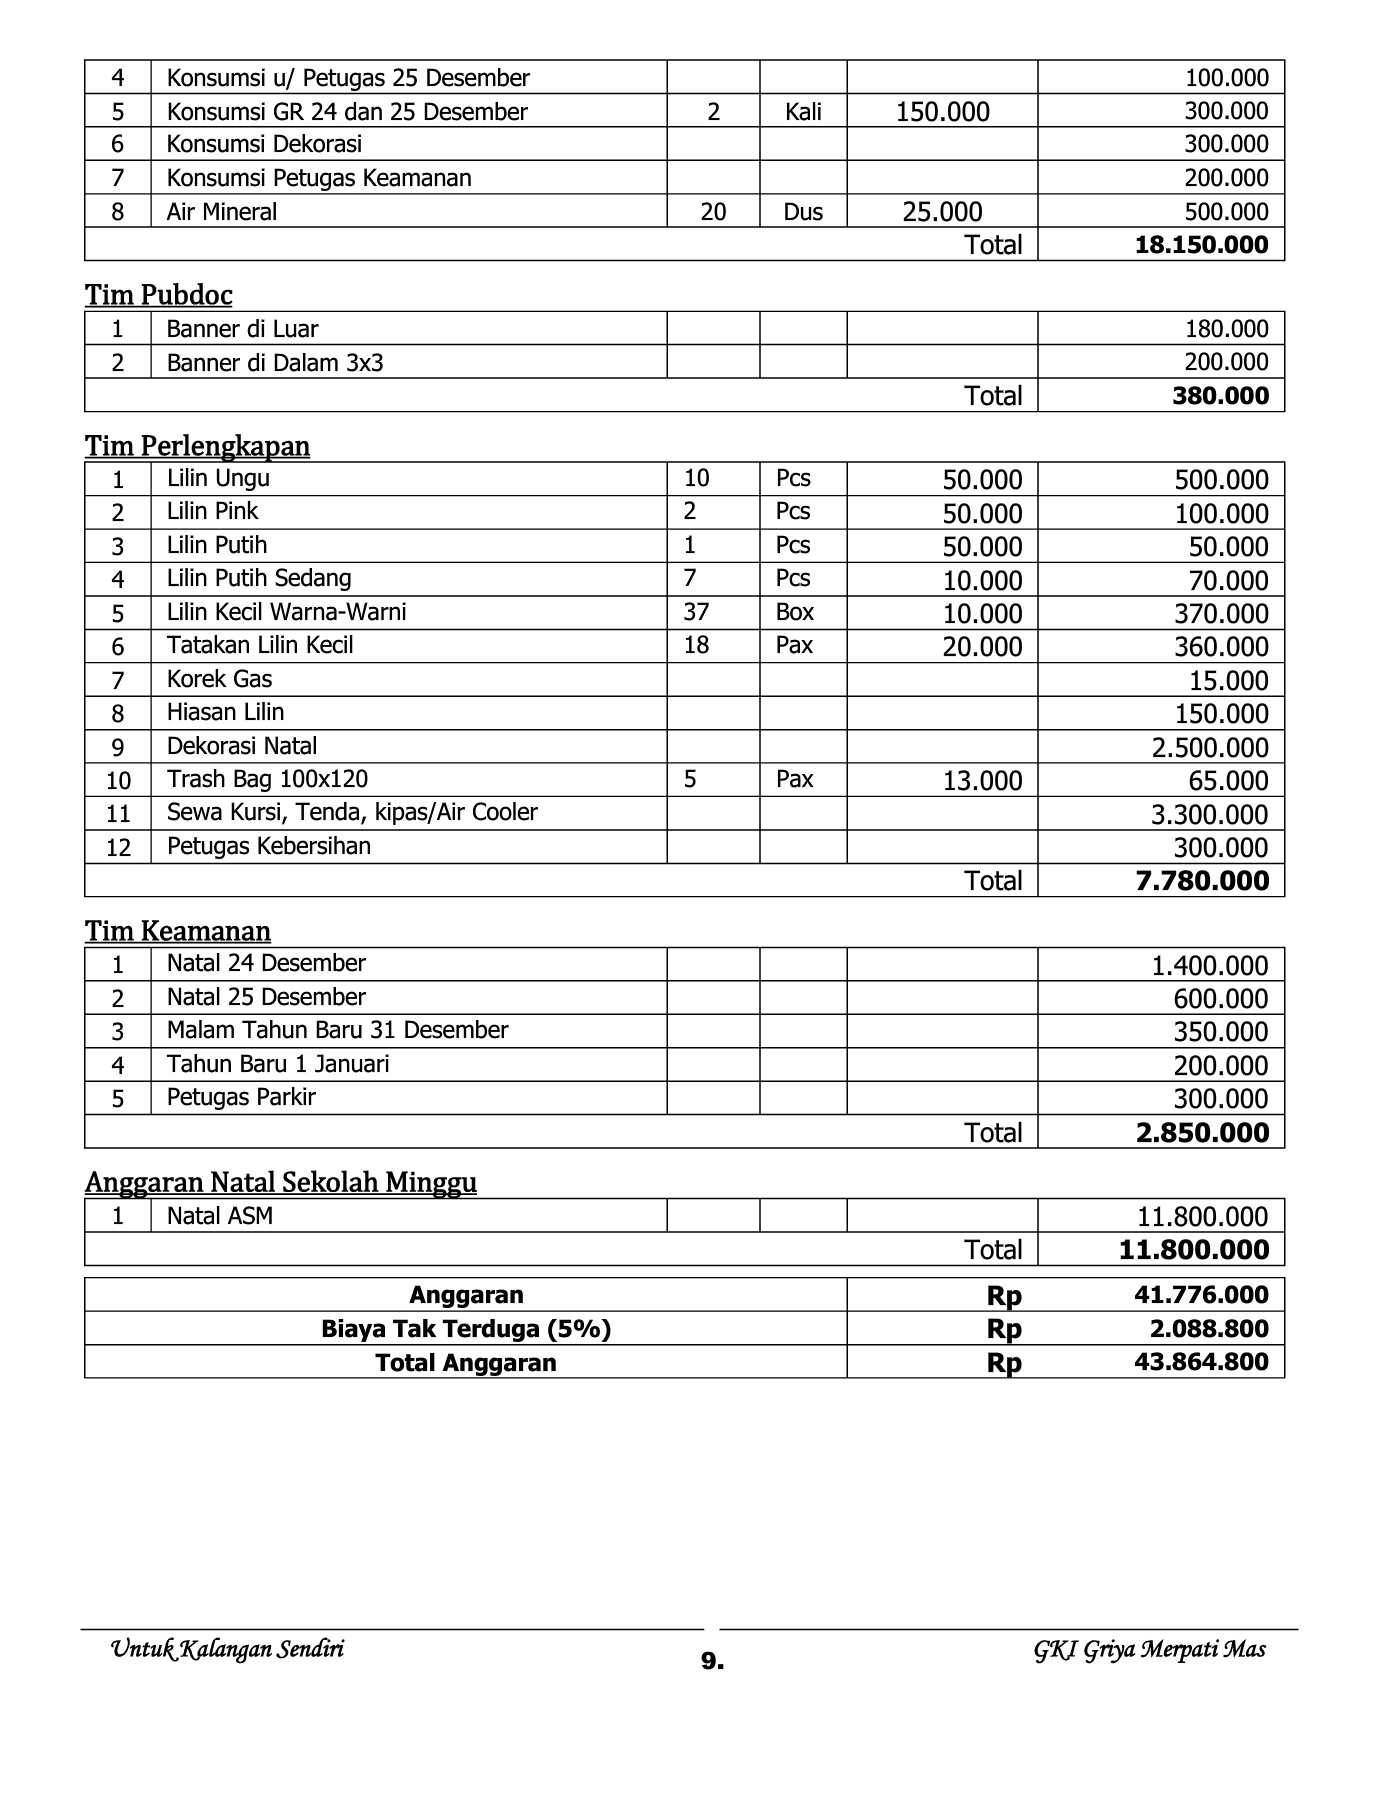 4 Konsumsi u/ Petugas 25 Desember 100.000
5 Konsumsi GR 24 dan 25 Desember 2 Kali 150.000 300.000
6 Konsumsi Dekorasi 300.000
7 Konsumsi Petugas Keamanan 200.000
8 Air Mineral 20 Dus 25.000 500.000
Total 18.150.000
Tim Pubdoc
1 Banner di Luar 180.000
2 Banner di Dalam 3x3 200.000
Total 380.000
Tim Perlengkapan
1 Lilin Ungu 10 Pcs 50.000 500.000
2 Lilin Pink 2 Pcs 50.000 100.000
3 Lilin Putih 1 Pcs 50.000 50.000
4 Lilin Putih Sedang 7 Pcs 10.000 70.000
5 Lilin Kecil Warna-Warni 37 Box 10.000 370.000
6 Tatakan Lilin Kecil 18 Pax 20.000 360.000
7 Korek Gas 15.000
8 Hiasan Lilin 150.000
9 Dekorasi Natal 2.500.000
10 Trash Bag 100x120 5 Pax 13.000 65.000
11 Sewa Kursi, Tenda, kipas/Air Cooler 3.300.000
12 Petugas Kebersihan 300.000
Total 7.780.000
Tim Keamanan
1 Natal 24 Desember 1.400.000
2 Natal 25 Desember 600.000
3 Malam Tahun Baru 31 Desember 350.000
4 Tahun Baru 1 Januari 200.000
5 Petugas Parkir 300.000
Total 2.850.000
Anggaran Natal Sekolah Minggu
1 Natal ASM 11.800.000
Total 11.800.000
Anggaran Rp 41.776.000
Biaya Tak Terduga (5%) Rp 2.088.800
Total Anggaran Rp 43.864.800
Untuk Kalangan Sendiri 9. GKI Griya Merpati Mas